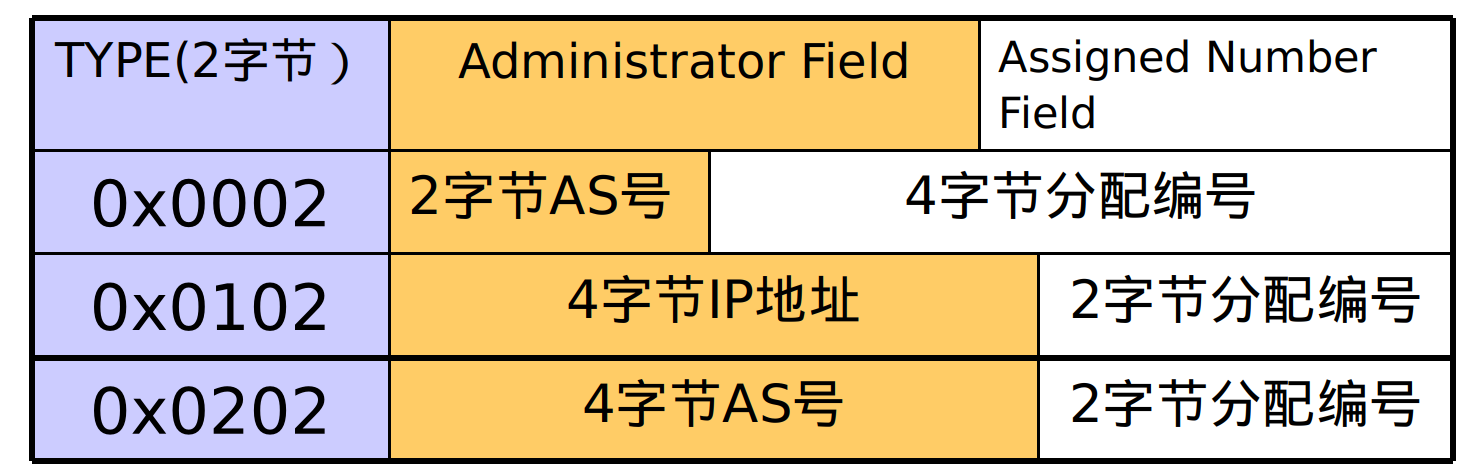 TYPE(2字节）
Administrator Field
Assigned Number
Field
0x0002
2字节AS号
4字节分配编号
0x0102
4字节IP地址
2字节分配编号
0x0202
4字节AS号
2字节分配编号